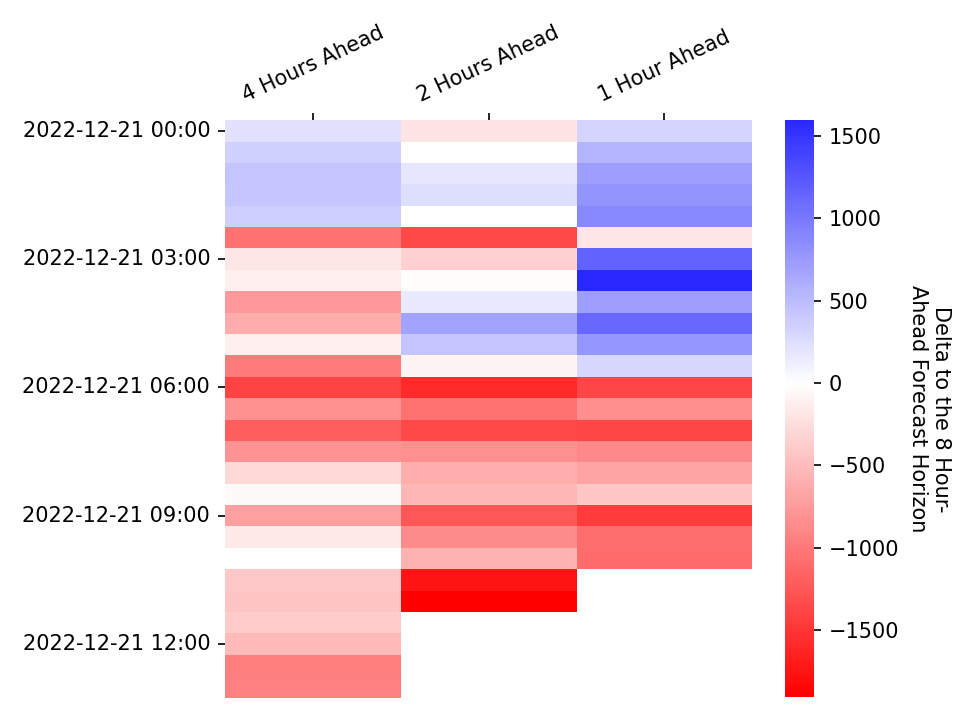 4 Hours Ahead
2 Hours Ahead
1 Hour Ahead
2022-12-21 00:00
2022-12-21 03:00
2022-12-21 06:00
2022-12-21 09:00
2022-12-21 12:00
1500
1000
500
0
−500
−1000
−1500
Delta to the 8 Hour-
Ahead Forecast Horizon